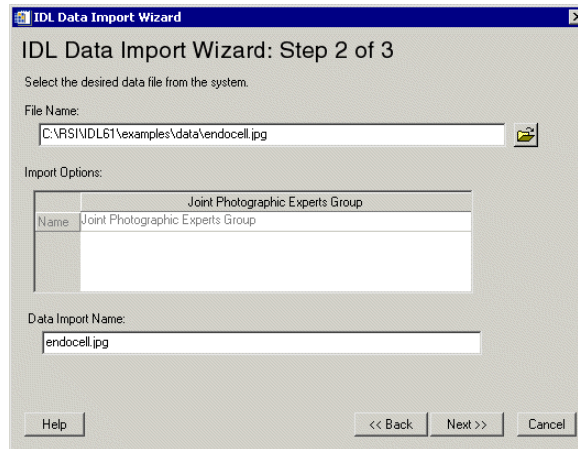 IDL Data Import Wizard
IDL Data Import Wizard: Step 2 of 3
Select the desired data file from the system.
File Name:
C:\RSI\IDL61\examples\data\endocell.jpg
Import Options:
Joint Photographic Experts Group
Name Joint Photographic Experts Group
Data Import Name:
endocell.jpg
Help << Back Next >> Cancel